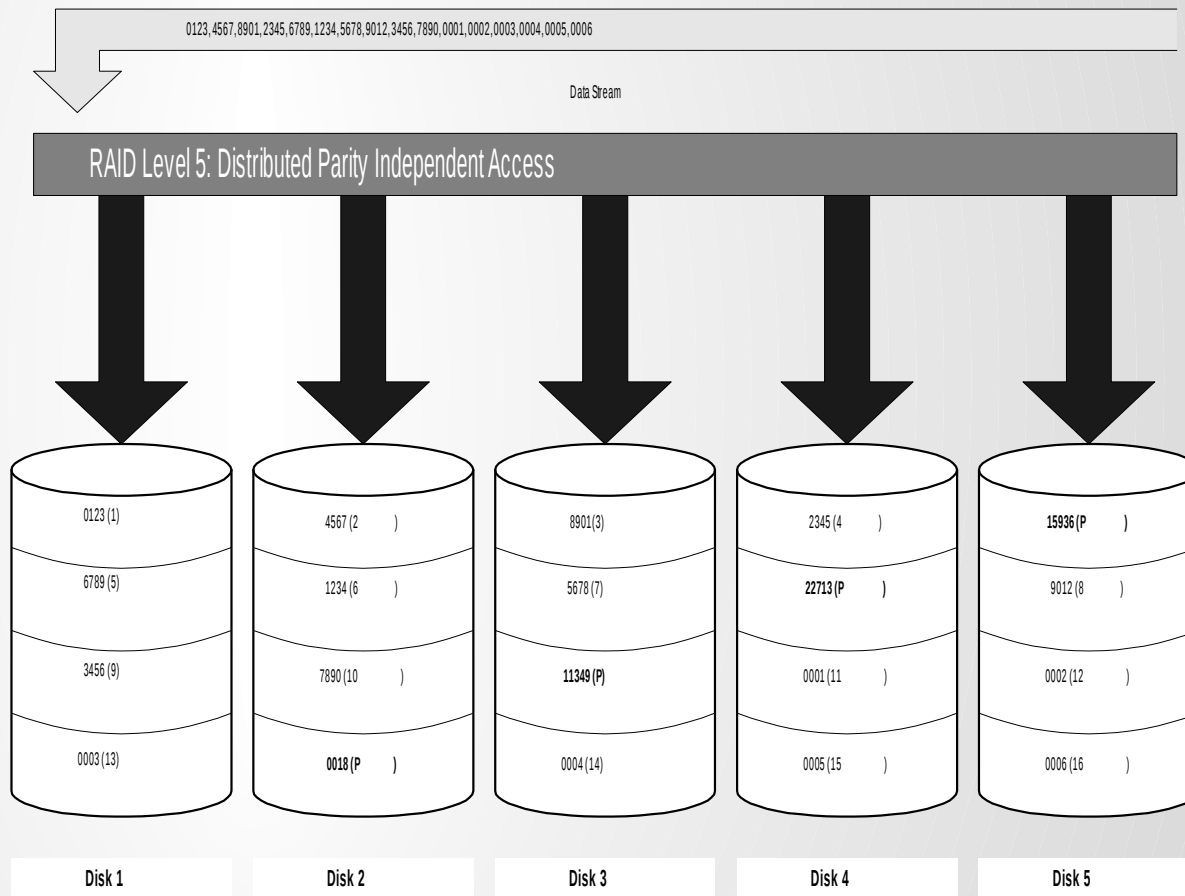 0123,4567,8901,2345,6789,1234,5678,9012,3456,7890,0001,0002,0003,0004,0005,0006
Data Stream
RAID Level 5: Distributed Parity Independent Access
0123 (1) 4567 (2 ) 8901(3) 2345 (4 ) 15936 (P )
6789 (5) 1234 (6 ) 5678 (7) 22713 (P ) 9012 (8 )
3456 (9) 7890 (10 ) 11349 (P) 0001 (11 ) 0002 (12 )
0003 (13) 0018 (P ) 0004 (14) 0005 (15 ) 0006 (16 )
Disk 1 Disk 2 Disk 3 Disk 4 Disk 5